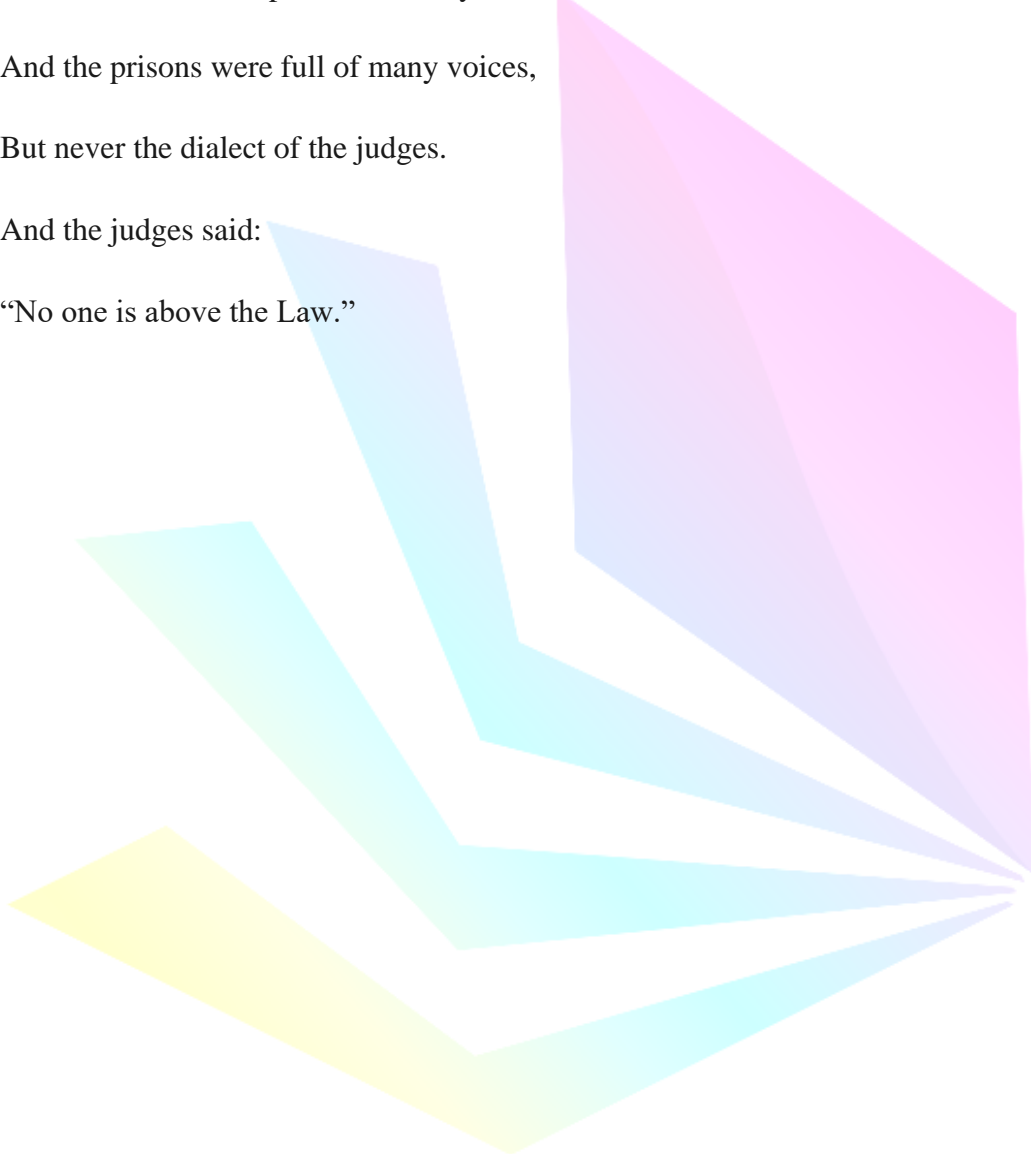 And the prisons were full of many voices,
But never the dialect of the judges.
And the judges said:
“No one is above the Law.”